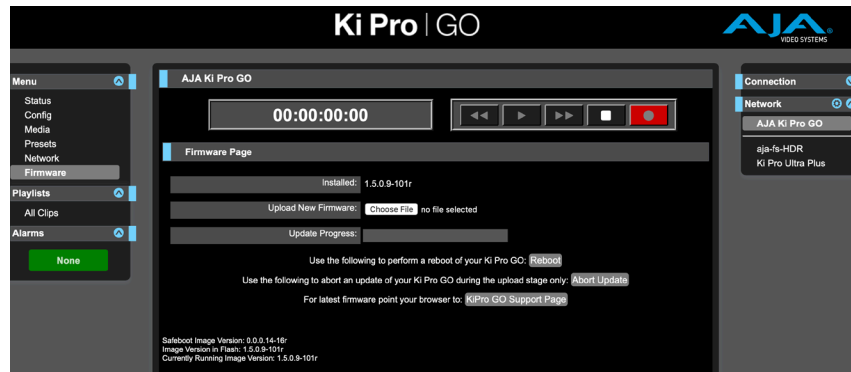 Ki Pro | GO
AJA
VIDEO SYSTEMS
Menu
Status
Config
Media
Presets
Network
Firmware
Playlists
All Clips
Alarms
None
AJA Ki Pro GO
00:00:00:00
Firmware Page
Installed: 1.5.0.9-101r
Upload New Firmware: Choose File no file selected
Update Progress:
Use the following to perform a reboot of your Ki Pro GO: Reboot
Use the following to abort an update of your Ki Pro GO during the upload stage only: Abort Update
For latest firmware point your browser to: KiPro GO Support Page
Safeboot Image Version: 0.0.0.14-16r
Image Version in Flash: 1.5.0.9-101r
Currently Running Image Version: 1.5.0.9-101r
Connection
Network
AJA Ki Pro GO
aja-fs-HDR
Ki Pro Ultra Plus